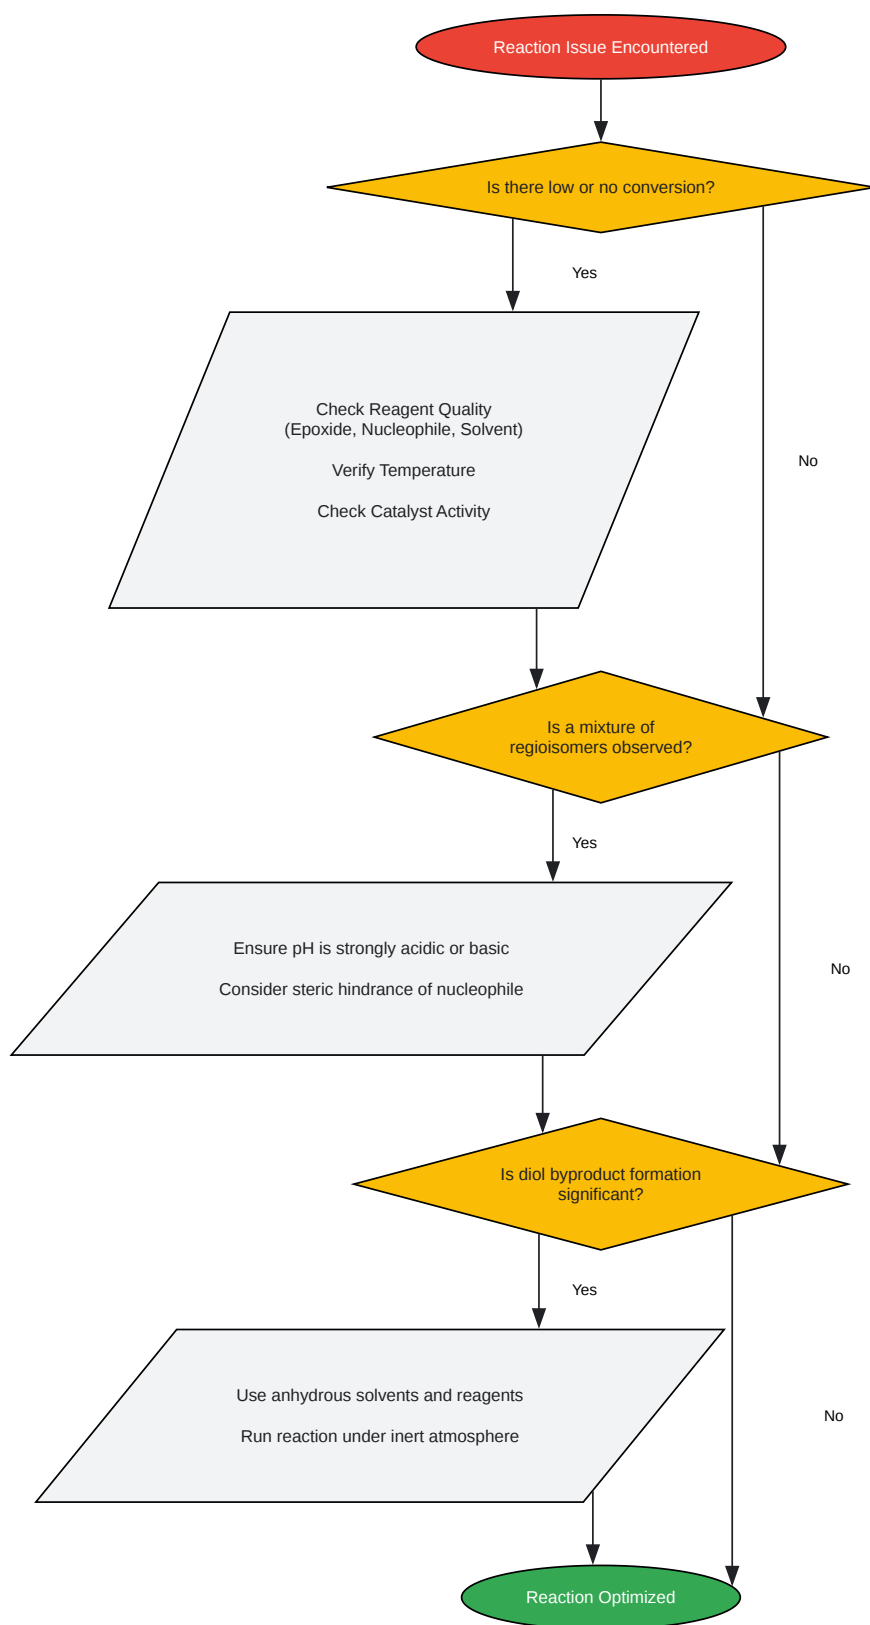 Reaction Issue Encountered
Is there low or no conversion?
Yes
Check Reagent Quality
(Epoxide, Nucleophile, Solvent)
Verify Temperature
Check Catalyst Activity
No
Is a mixture of
regioisomers observed?
Yes
Ensure pH is strongly acidic or basic
Consider steric hindrance of nucleophile
No
Is diol byproduct formation
significant?
Yes
Use anhydrous solvents and reagents
Run reaction under inert atmosphere
No
Reaction Optimized